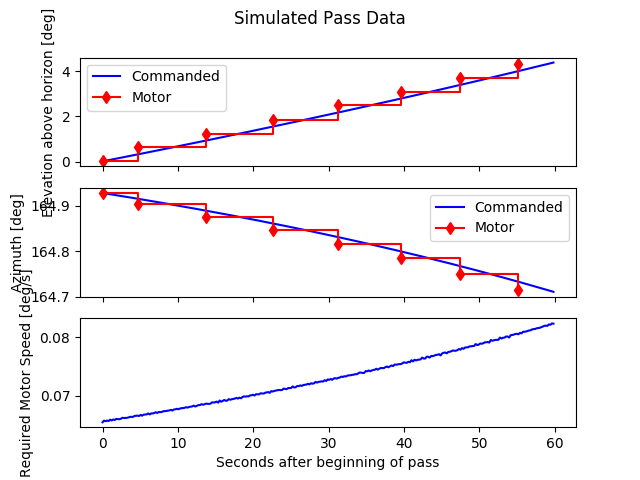 Simulated Pass Data
Elevation above horizon [deg]
4
2
0
Commanded
Motor
Azimuth [deg]
164.9
164.8
164.7
Commanded
Motor
Required Motor Speed [deg/s]
0.08
0.07
0 10 20 30 40 50 60
Seconds after beginning of pass